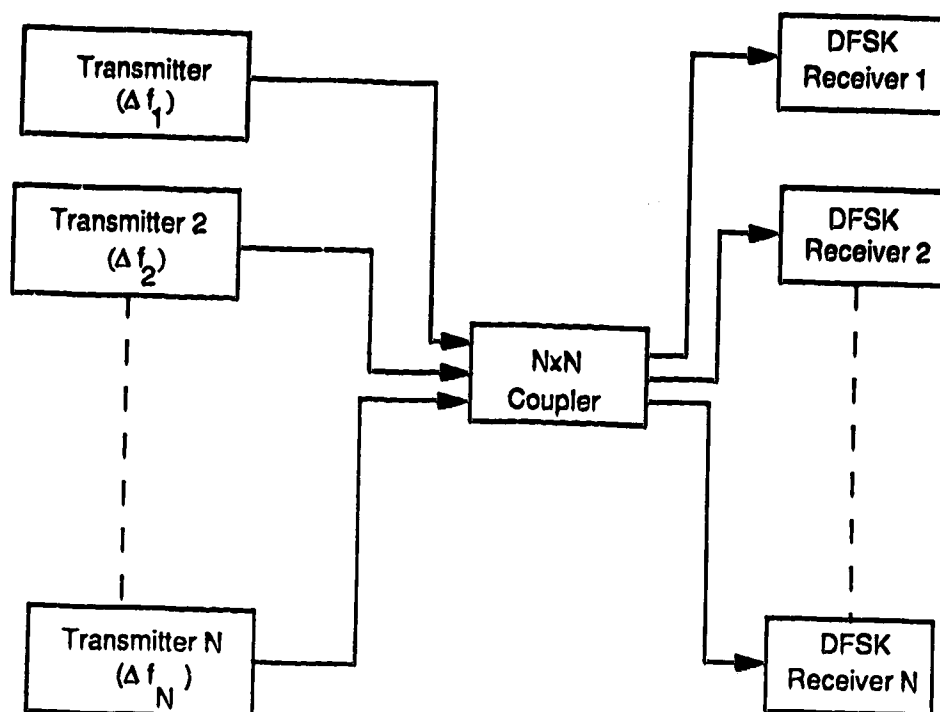 Transmitter
(Δ f1)
DFSK
Receiver 1
Transmitter 2
(Δ f2)
DFSK
Receiver 2
NxN
Coupler
Transmitter N
(Δ fN)
DFSK
Receiver N